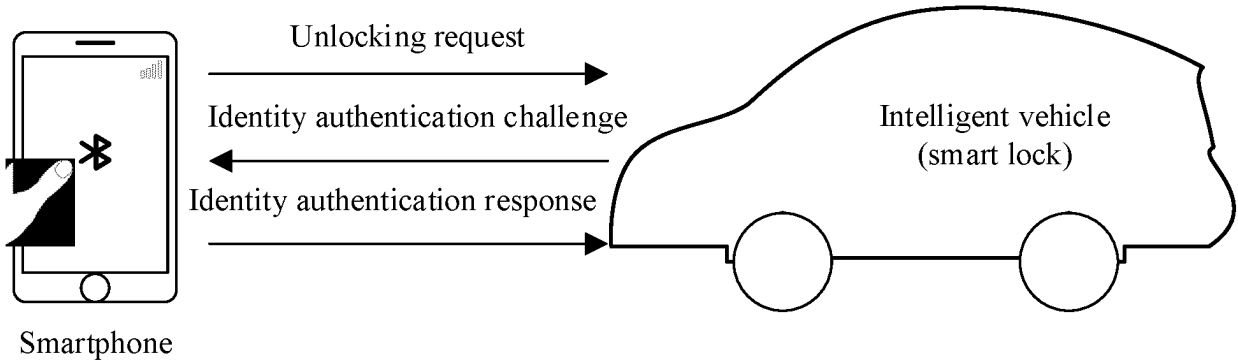 Unlocking request
Identity authentication challenge
Identity authentication response
Intelligent vehicle
(smart lock)
Smartphone